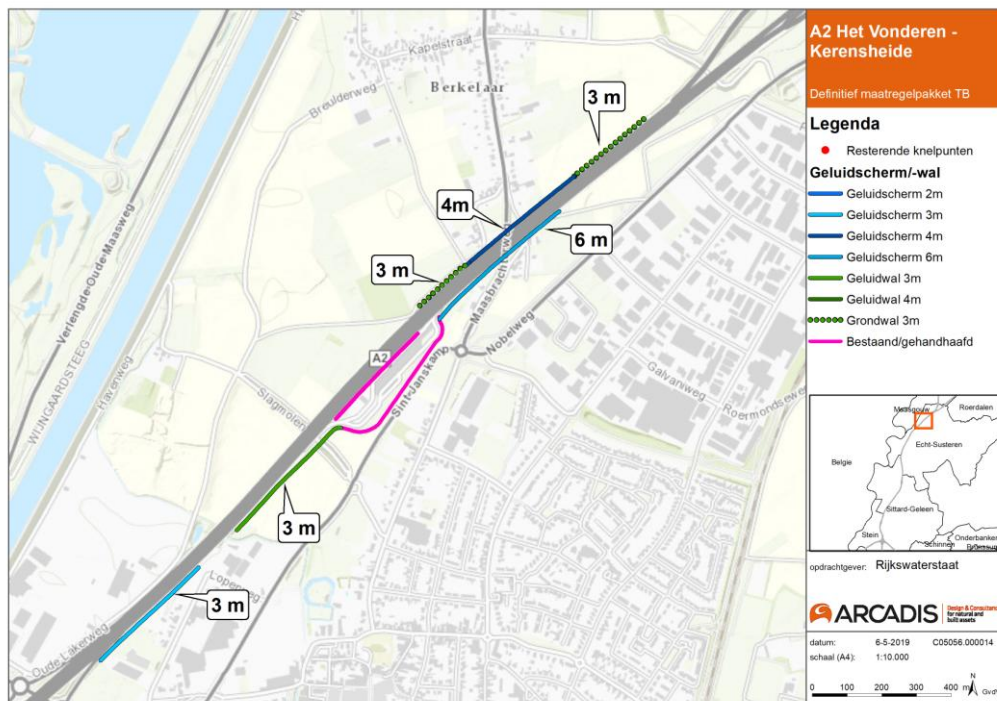 Kapelstraat
Berkelaar
Breulderweg
3 m
4m
6 m
3 m
Verlengde-Oude-Maasweg
WIJNGAARDSTEEG
Havenweg
Maasbrachterweg
Nobelweg
A2
Sint-Janskamp
Slagmolen
Galvaniweg
Roermondseweg
3 m
Lopenweg
3 m
Oude Lakerweg
A2 Het Vonderen -
Kerensheide
Definitief maatregelpakket TB
Legenda
Resterende knelpunten
Geluidscherm/-wal
Geluidscherm 2m
Geluidscherm 3m
Geluidscherm 4m
Geluidscherm 6m
Geluidwal 3m
Geluidwal 4m
Grondwal 3m
Bestaand/gehandhaafd
Maasgouw
Roerdalen
Echt-Susteren
Belgie
Sittard-Geleen
Stein
Schinnen
Onderbanken
opdrachtgever: Rijkswaterstaat
ARCADIS
Design & Consultancy
for natural and
built assets
datum: 6-5-2019 C05056.000014
schaal (A4): 1:10.000
0 100 200 300 400 m
N
GvdV